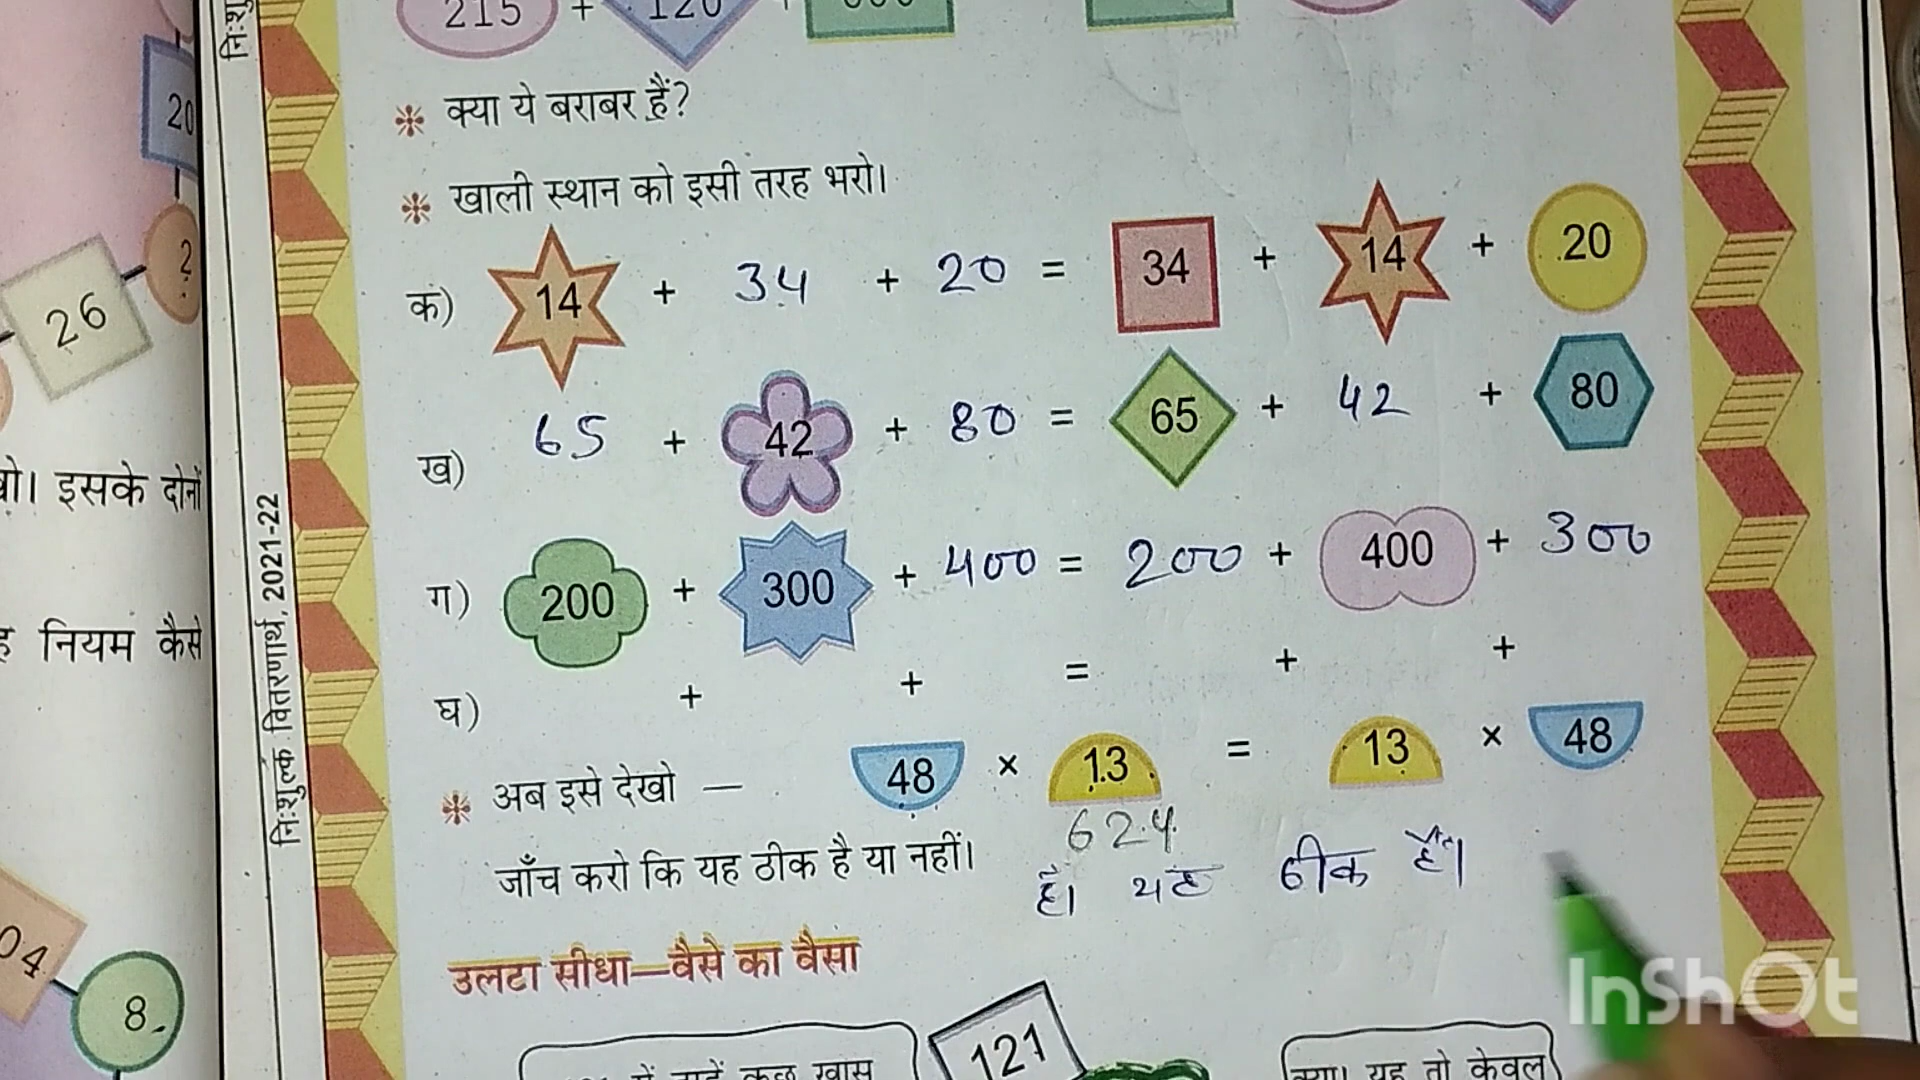 215 + 120 +
* क्या ये बराबर हैं?
* खाली स्थान को इसी तरह भरो।
क) 14 + 34 + 20 = 34 + 14 + 20
ख) 65 + 42 + 80 = 65 + 42 + 80
ग) 200 + 300 + 400 = 200 + 400 + 300
घ) + + = + +
* अब इसे देखो — 48 × 13 = 13 × 48
624
जाँच करो कि यह ठीक है या नहीं।
हाँ यह ठीक है।
उलटा सीधा—वैसे का वैसा
121
क्या! यह तो केवल
निःशुल्क वितरणार्थ, 2021-22
20
?
26
इसके दोनों
नियम कैसे
04
8
InShOt